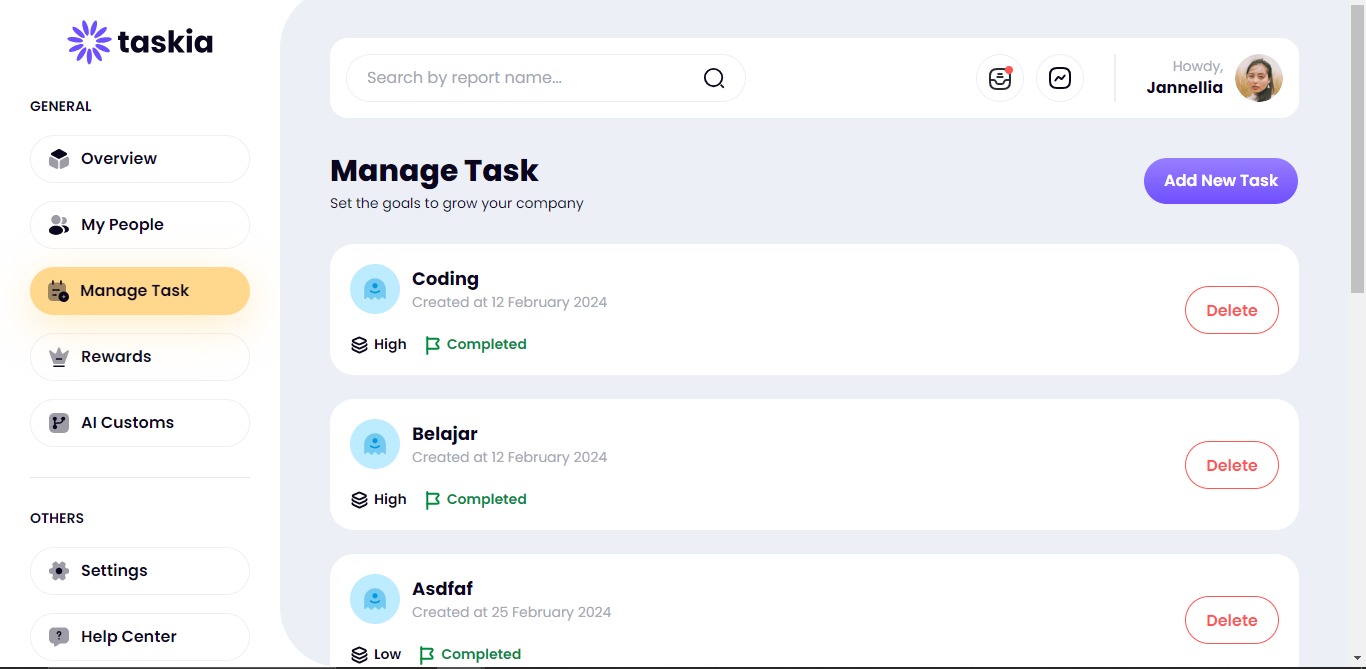 taskia
GENERAL
Overview
My People
Manage Task
Rewards
AI Customs
OTHERS
Settings
Help Center
Search by report name...
Howdy,
Jannellia
Manage Task
Set the goals to grow your company
Add New Task
Coding
Created at 12 February 2024
High
Completed
Delete
Belajar
Created at 12 February 2024
High
Completed
Delete
Asdfaf
Created at 25 February 2024
Low
Completed
Delete